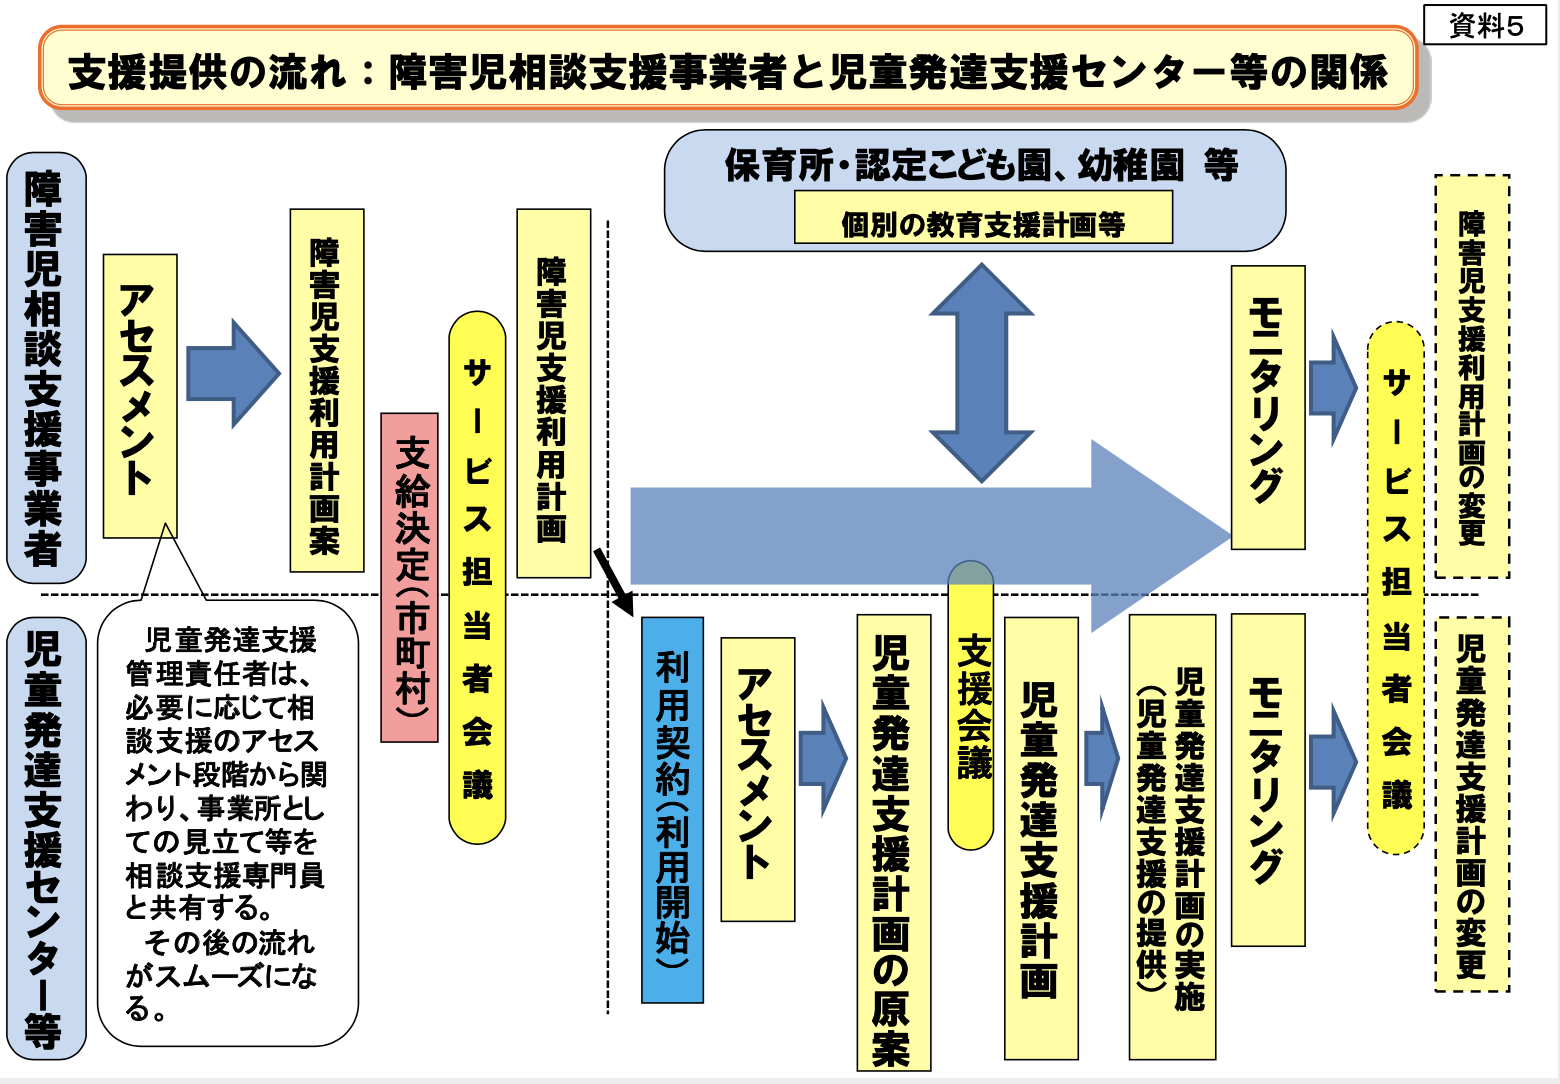 資料５
支援提供の流れ：障害児相談支援事業者と児童発達支援センター等の関係
保育所・認定こども園、幼稚園　等
個別の教育支援計画等
障害児相談支援事業者
アセスメント
障害児支援利用計画案
支給決定（市町村）
サービス担当者会議
障害児支援利用計画
モニタリング
サービス担当者会議
障害児支援利用計画の変更
児童発達支援センター等
児童発達支援
管理責任者は、
必要に応じて相
談支援のアセス
メント段階から関
わり、事業所とし
ての見立て等を
相談支援専門員
と共有する。
その後の流れ
がスムーズにな
る。
利用契約（利用開始）
アセスメント
児童発達支援計画の原案
支援会議
児童発達支援計画
児童発達支援計画の実施
（児童発達支援の提供）
モニタリング
児童発達支援計画の変更